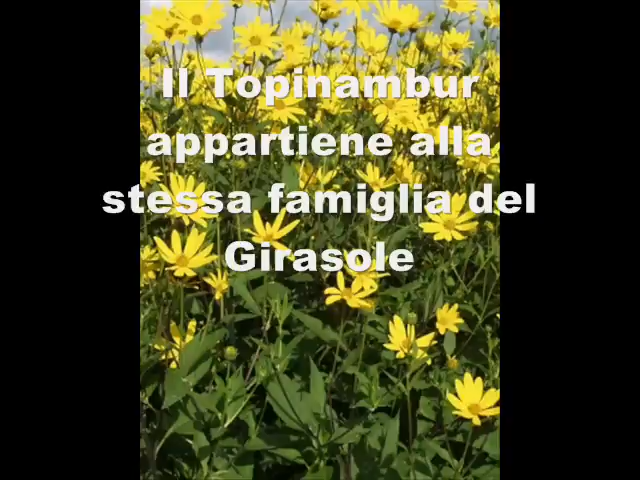 Il Topinambur
appartiene alla
stessa famiglia del
Girasole